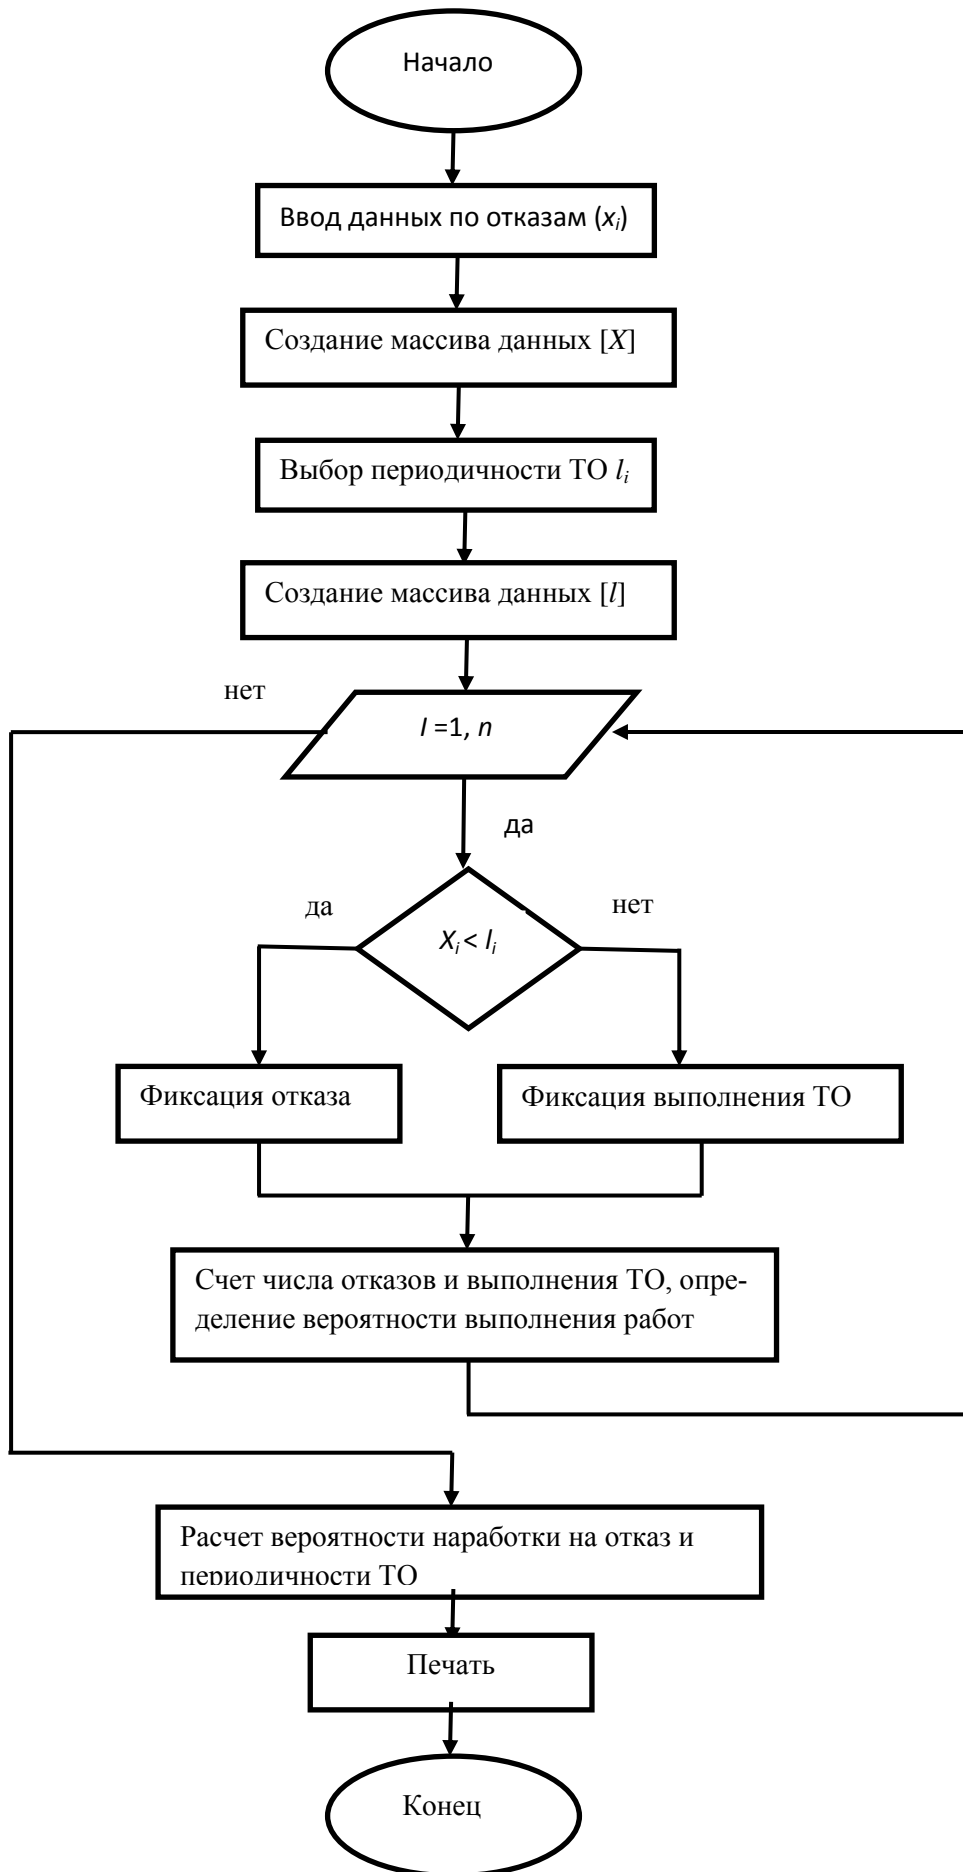 Начало
Ввод данных по отказам (xᵢ)
Создание массива данных [X]
Выбор периодичности ТО lᵢ
Создание массива данных [l]
нет
I =1, n
да
да
нет
Xᵢ < lᵢ
Фиксация отказа
Фиксация выполнения ТО
Счет числа отказов и выполнения ТО, опре-
деление вероятности выполнения работ
Расчет вероятности наработки на отказ и
периодичности ТО
Печать
Конец